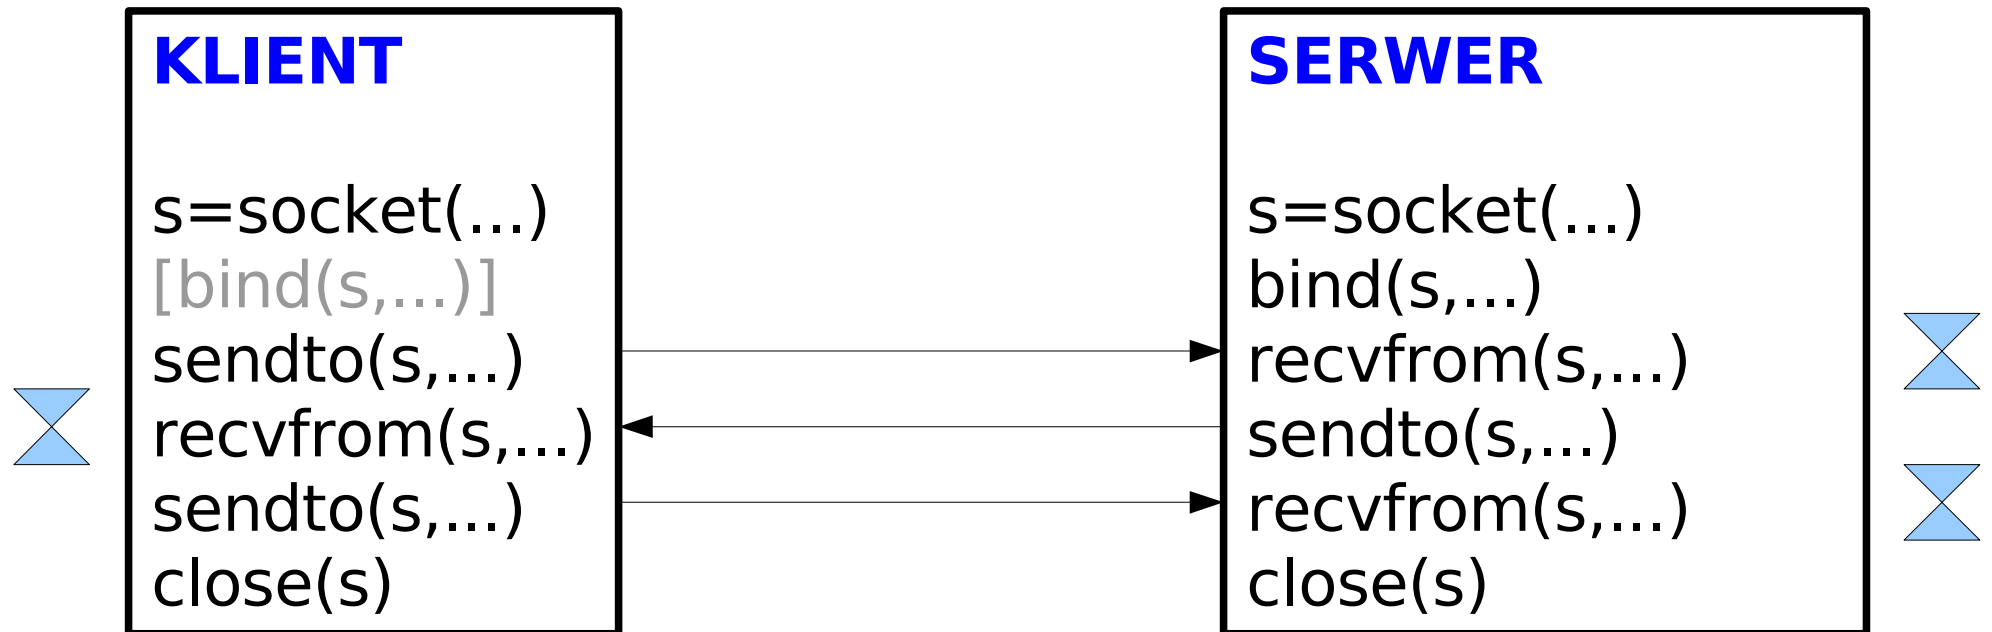 KLIENT
s=socket(...)
[bind(s,...)]
sendto(s,...)
recvfrom(s,...)
sendto(s,...)
close(s)
SERWER
s=socket(...)
bind(s,...)
recvfrom(s,...)
sendto(s,...)
recvfrom(s,...)
close(s)